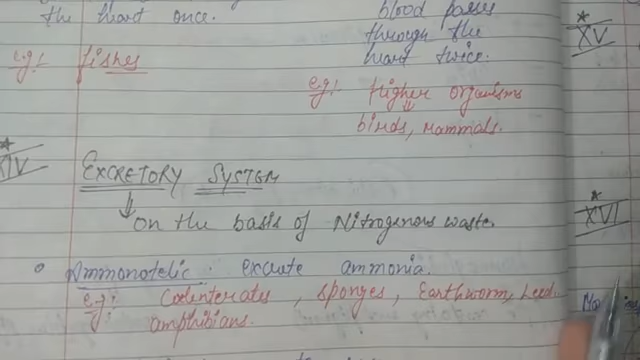 the heart once.
e.g! fishes
blood passes
through the
heart twice.
e.g! Higher organisms
birds, mammals.
XIV
EXCRETORY SYSTEM
on the basis of Nitrogenous waste.
Ammonotelic. excrete ammonia.
e.g! Coelenterates, sponges, Earthworm,
amphibians.
XV
XVI